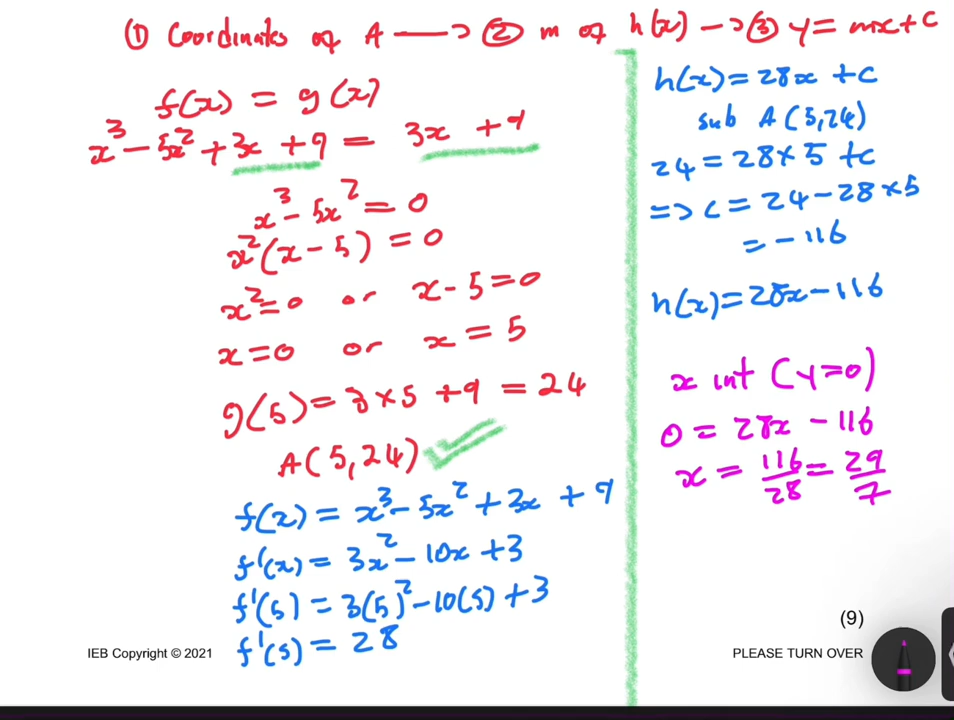 ① Coordinates of A ---> ② m of h(x) --> ③ y = mx + c
f(x) = g(x)
x³ - 5x² + 3x + 9 = 3x + 9
x³ - 5x² = 0
x²(x - 5) = 0
x² = 0 or x - 5 = 0
x = 0 or x = 5
g(5) = 3 × 5 + 9 = 24
A(5, 24)
f(x) = x³ - 5x² + 3x + 9
f'(x) = 3x² - 10x + 3
f'(5) = 3(5)² - 10(5) + 3
f'(5) = 28
IEB Copyright © 2021
h(x) = 28x + c
sub A(5,24)
24 = 28 × 5 + c
=> c = 24 - 28 × 5
= -116
h(x) = 28x - 116
x int (y = 0)
0 = 28x - 116
x = 116/28 = 29/7
(9)
PLEASE TURN OVER